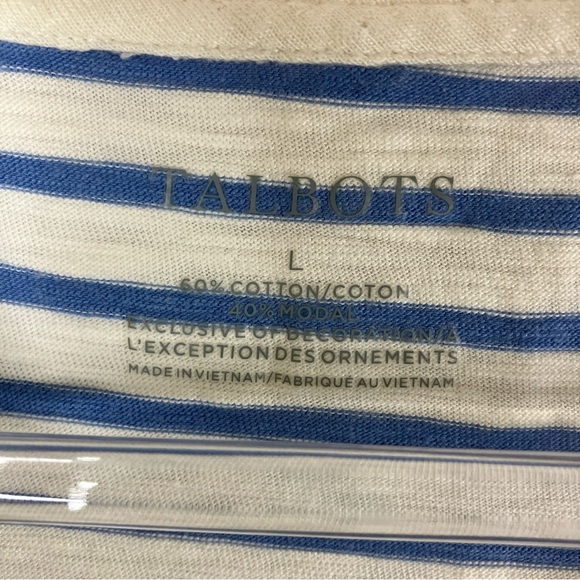 TALBOTS
L
60% COTTON/COTON
40% MODAL
EXCLUSIVE OF DECORATION/À
L'EXCEPTION DES ORNEMENTS
MADE IN VIETNAM/FABRIQUÉ AU VIETNAM